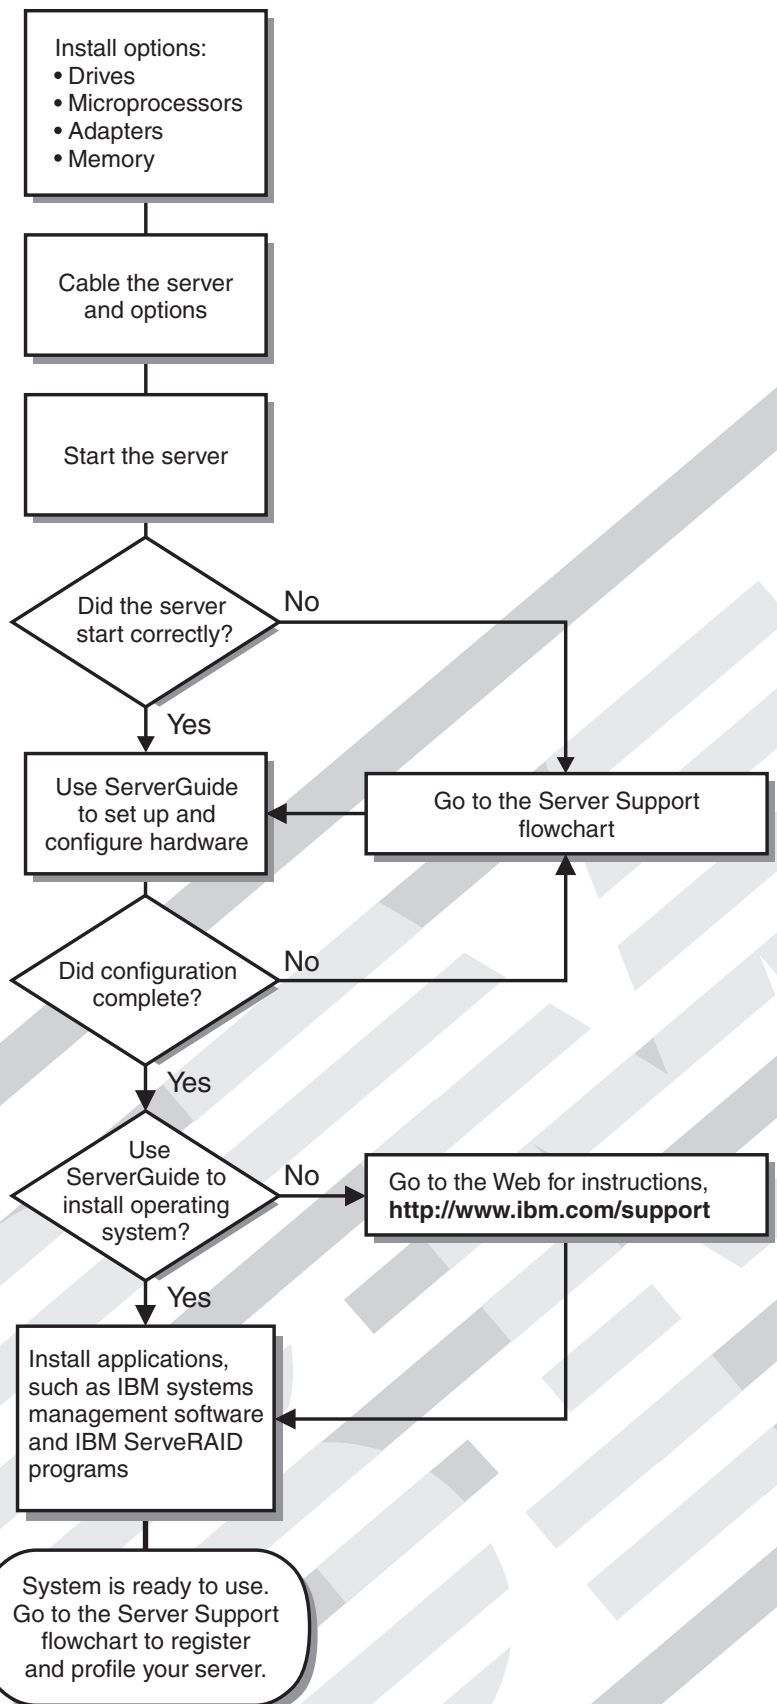 Install options:
• Drives
• Microprocessors
• Adapters
• Memory
Cable the server
and options
Start the server
Did the server
start correctly?
No
Yes
Use ServerGuide
to set up and
configure hardware
Go to the Server Support
flowchart
Did configuration
complete?
No
Yes
Use
ServerGuide to
install operating
system?
No
Go to the Web for instructions,
http://www.ibm.com/support
Yes
Install applications,
such as IBM systems
management software
and IBM ServeRAID
programs
System is ready to use.
Go to the Server Support
flowchart to register
and profile your server.